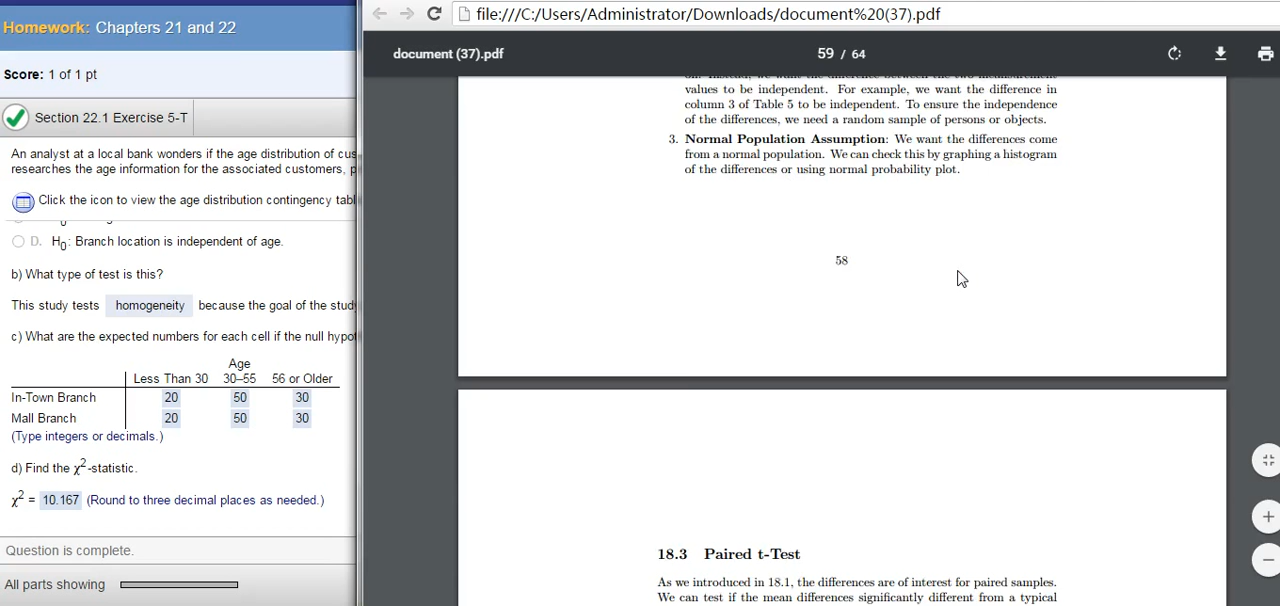 Homework: Chapters 21 and 22
Score: 1 of 1 pt
Section 22.1 Exercise 5-T
An analyst at a local bank wonders if the age distribution of cus
researches the age information for the associated customers, p
Click the icon to view the age distribution contingency tabl
D. H0: Branch location is independent of age.
b) What type of test is this?
This study tests homogeneity because the goal of the stud
c) What are the expected numbers for each cell if the null hypot
Age
Less Than 30 30–55 56 or Older
In-Town Branch 20 50 30
Mall Branch 20 50 30
(Type integers or decimals.)
d) Find the χ2-statistic.
χ2 = 10.167 (Round to three decimal places as needed.)
Question is complete.
All parts showing
file:///C:/Users/Administrator/Downloads/document%20(37).pdf
document (37).pdf
59 / 64
on. Instead, we want the difference between the two measurement
values to be independent. For example, we want the difference in
column 3 of Table 5 to be independent. To ensure the independence
of the differences, we need a random sample of persons or objects.
3. Normal Population Assumption: We want the differences come
from a normal population. We can check this by graphing a histogram
of the differences or using normal probability plot.
58
18.3 Paired t-Test
As we introduced in 18.1, the differences are of interest for paired samples.
We can test if the mean differences significantly different from a typical